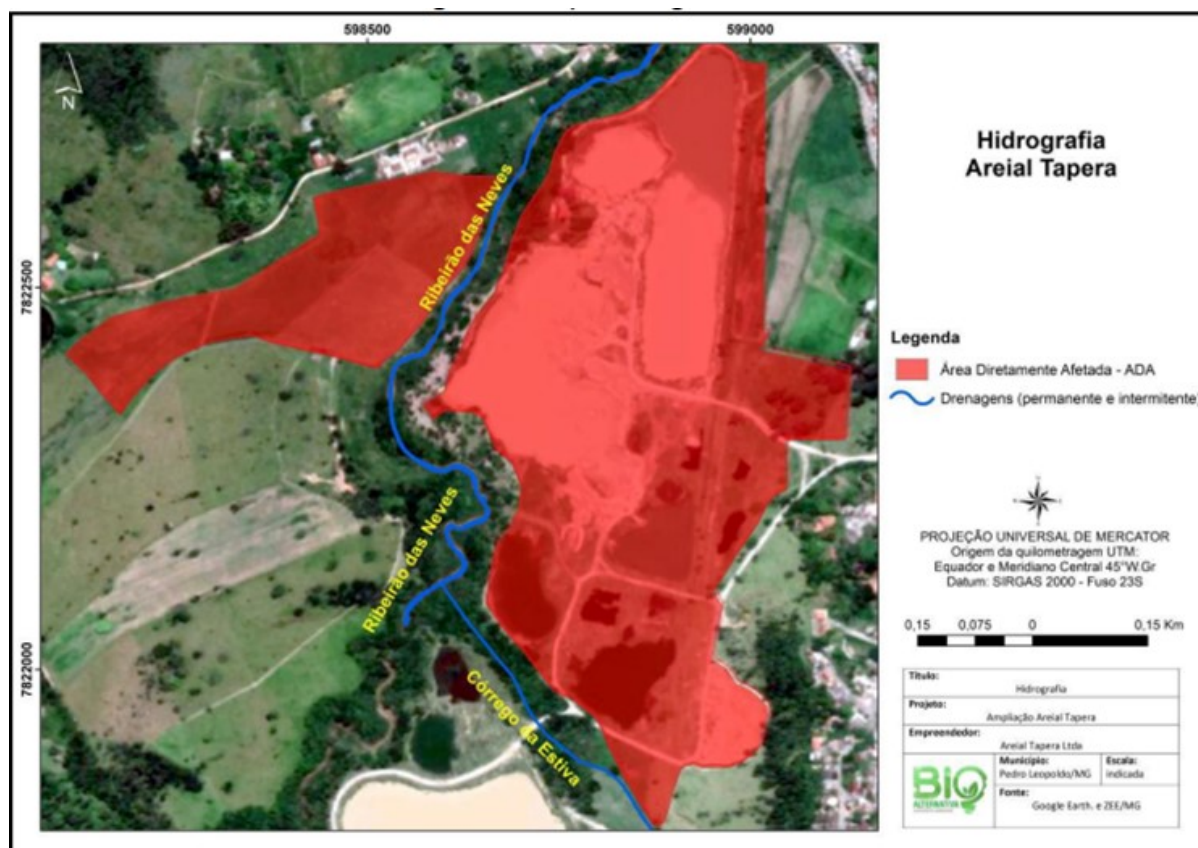 598500
599000
7822500
7822000
N
Ribeirão das Neves
Ribeirão das Neves
Córrego da Estiva
Hidrografia
Areial Tapera
Legenda
Área Diretamente Afetada - ADA
Drenagens (permanente e intermitente)
PROJEÇÃO UNIVERSAL DE MERCATOR
Origem da quilometragem UTM:
Equador e Meridiano Central 45°W.Gr
Datum: SIRGAS 2000 - Fuso 23S
0,15 0,075 0 0,15 Km
Título:
Hidrografia
Projeto:
Ampliação Areial Tapera
Empreendedor:
Areial Tapera Ltda
BIO
ALTERNATIVA
Município:
Pedro Leopoldo/MG
Escala:
indicada
Fonte:
Google Earth. e ZEE/MG